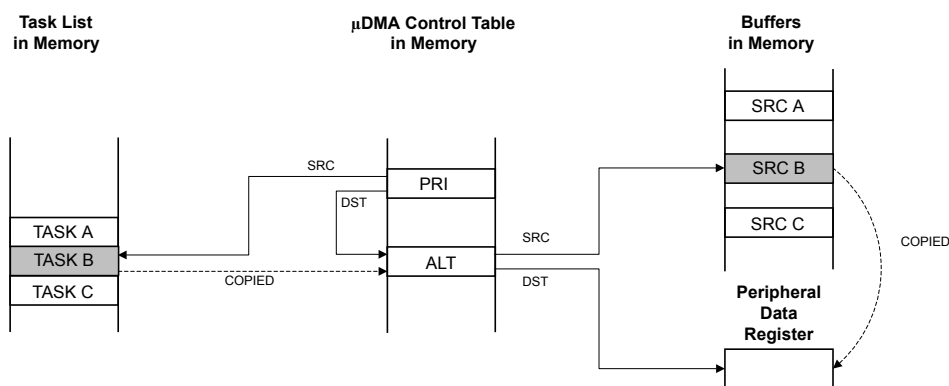 Task List
in Memory
µDMA Control Table
in Memory
Buffers
in Memory
SRC A
SRC
PRI
SRC B
DST
TASK A
SRC C
SRC
COPIED
TASK B
ALT
COPIED
DST
TASK C
Peripheral
Data
Register